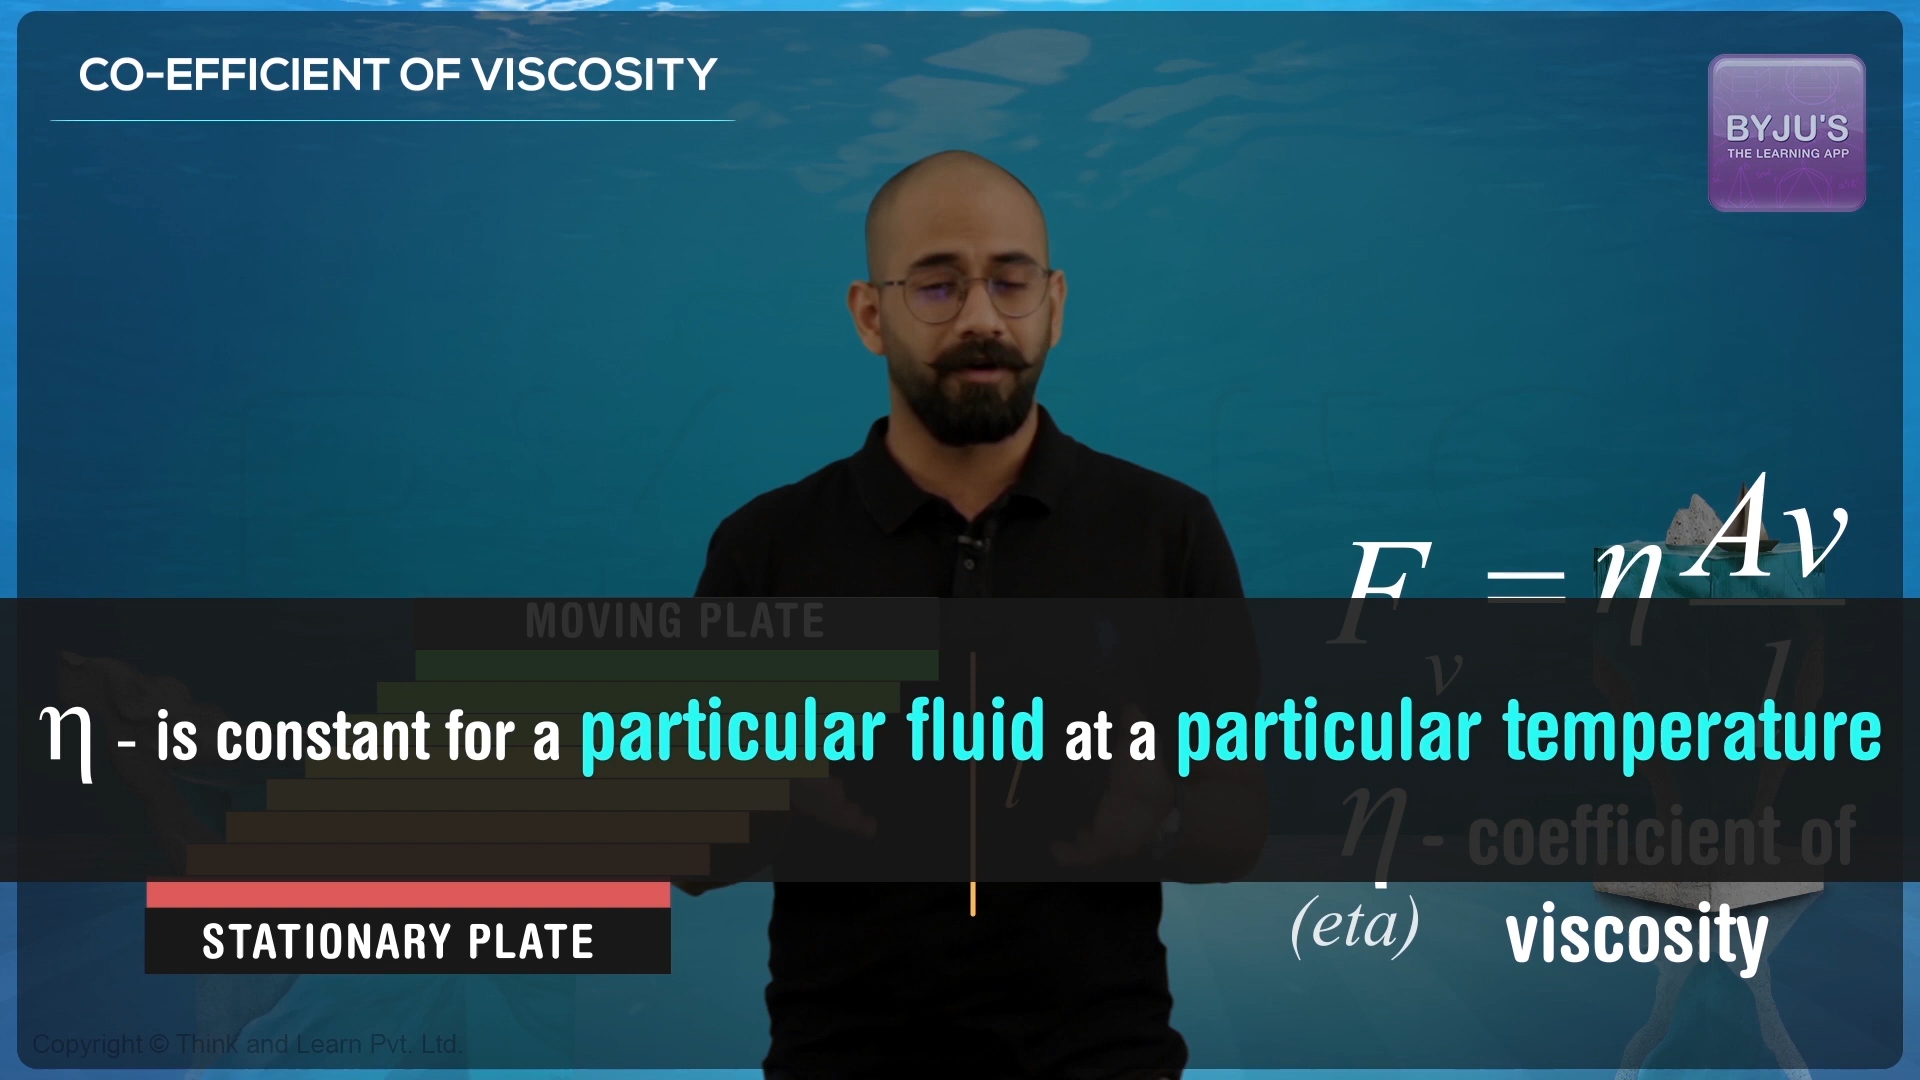 CO-EFFICIENT OF VISCOSITY
BYJU'S
THE LEARNING APP
F_v = η Av / l
MOVING PLATE
η - is constant for a particular fluid at a particular temperature
l
η - coefficient of
(eta) viscosity
STATIONARY PLATE
Copyright © Think and Learn Pvt. Ltd.